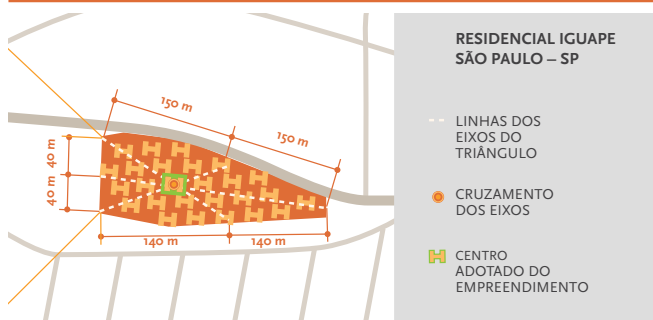 150 m
150 m
40 m
40 m
140 m
140 m
RESIDENCIAL IGUAPE
SÃO PAULO – SP
LINHAS DOS
EIXOS DO
TRIÂNGULO
CRUZAMENTO
DOS EIXOS
CENTRO
ADOTADO DO
EMPREENDIMENTO